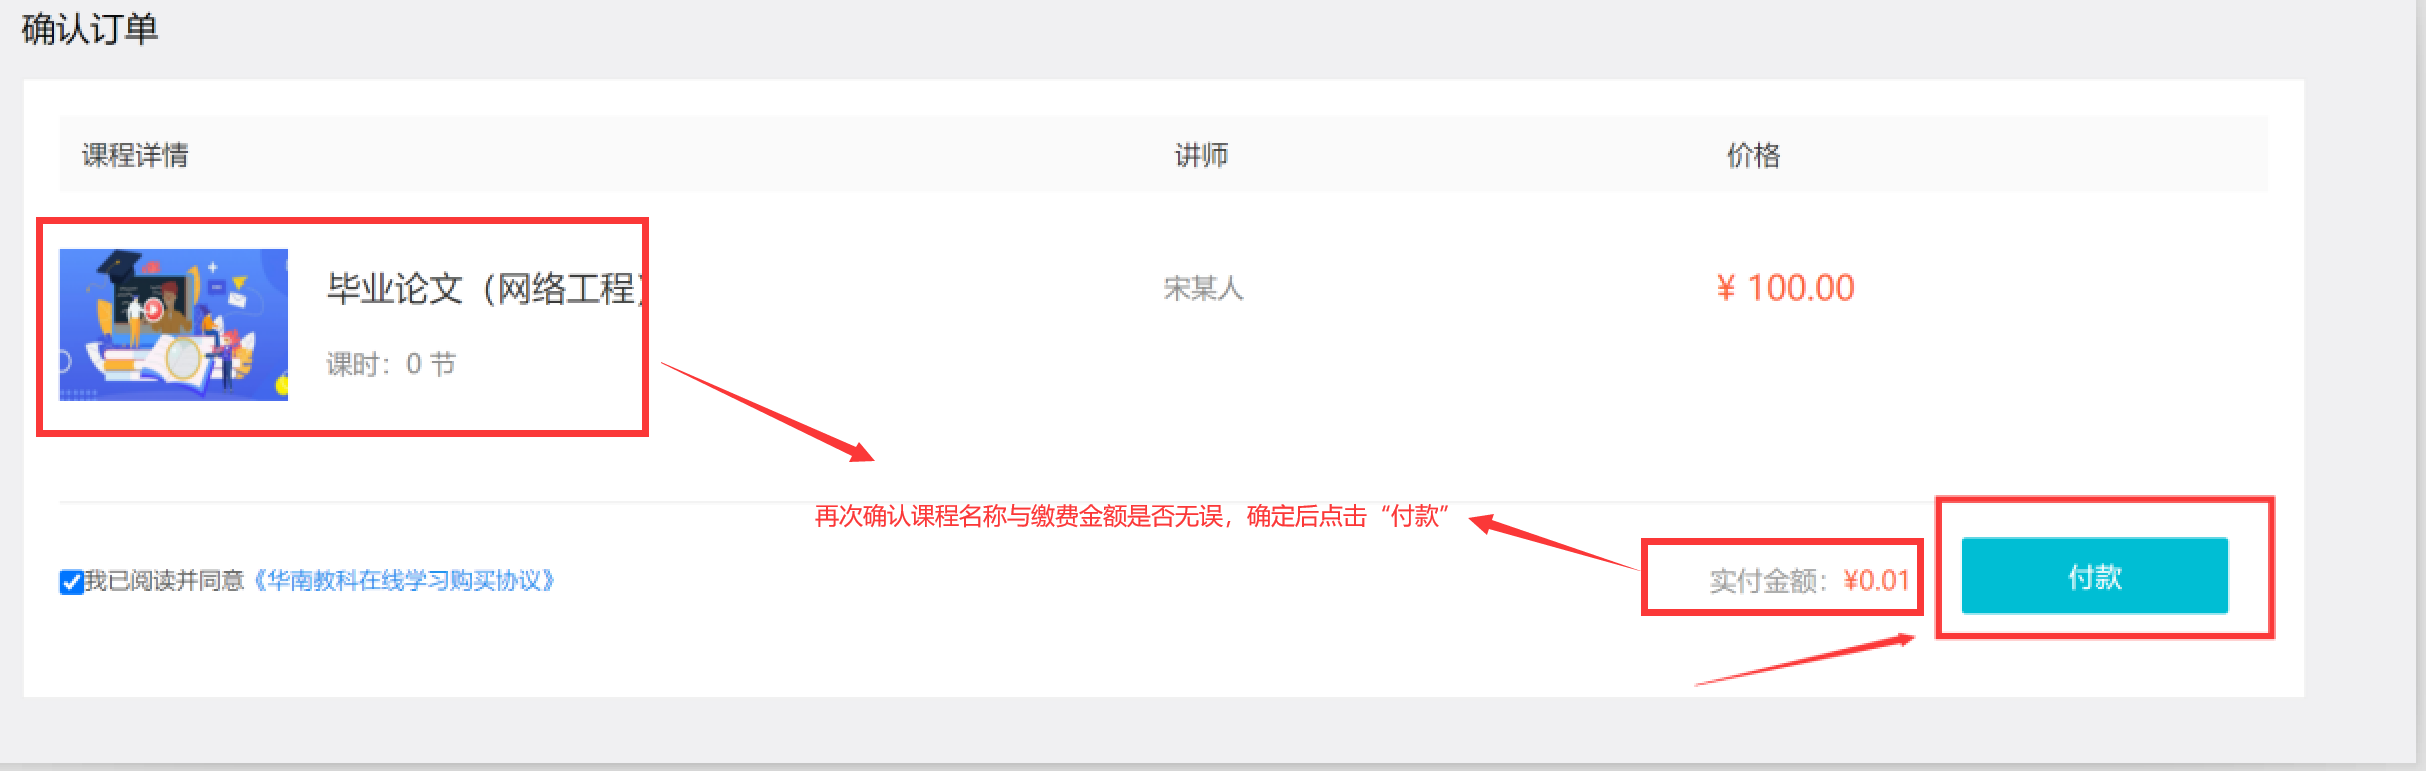 确认订单
课程详情 讲师 价格
毕业论文（网络工程）
宋某人
¥ 100.00
课时：0 节
再次确认课程名称与缴费金额是否无误，确定后点击“付款”
我已阅读并同意《华南教科在线学习购买协议》
实付金额：¥0.01
付款